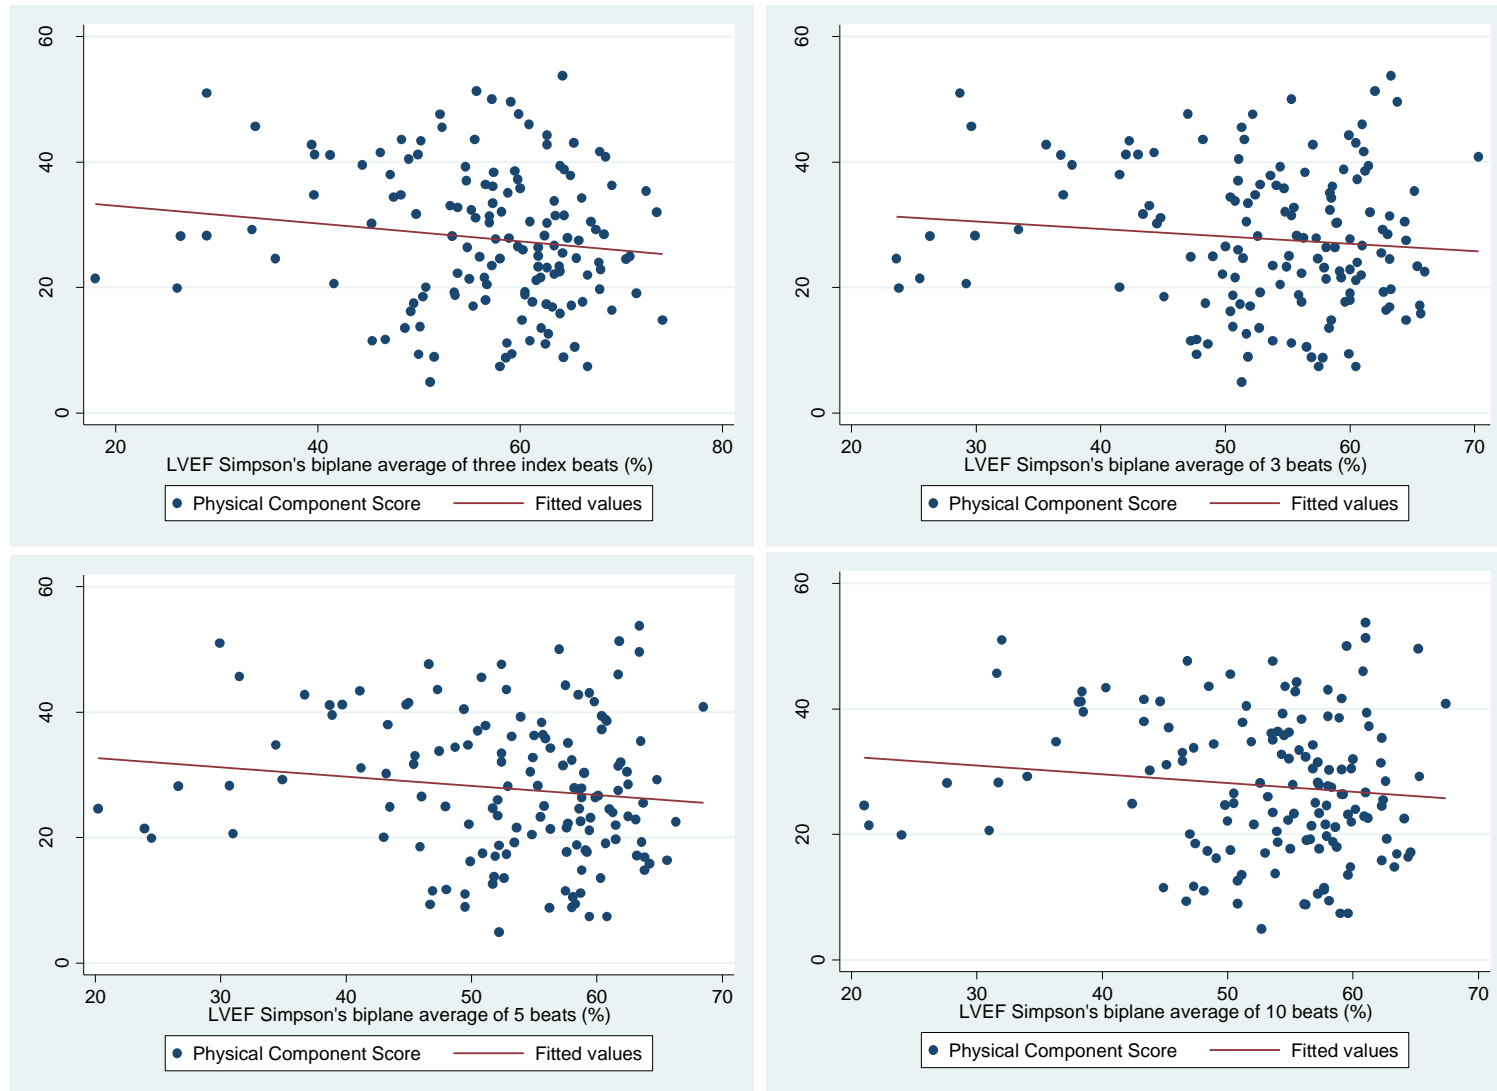 60
40
20
0
20 40 60 80
LVEF Simpson's biplane average of three index beats (%)
Physical Component Score Fitted values
60
40
20
0
20 30 40 50 60 70
LVEF Simpson's biplane average of 3 beats (%)
Physical Component Score Fitted values
60
40
20
0
20 30 40 50 60 70
LVEF Simpson's biplane average of 5 beats (%)
Physical Component Score Fitted values
60
40
20
0
20 30 40 50 60 70
LVEF Simpson's biplane average of 10 beats (%)
Physical Component Score Fitted values